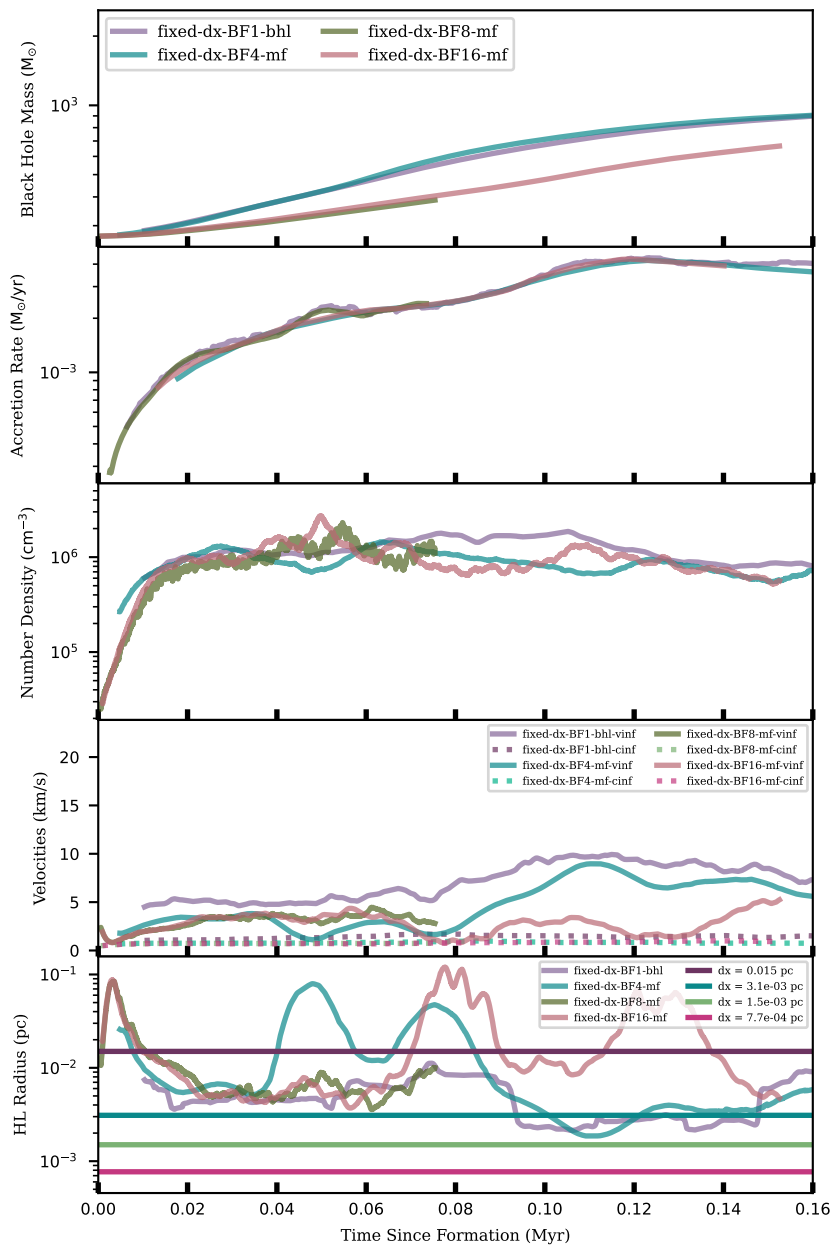 fixed-dx-BF1-bhl fixed-dx-BF8-mf
fixed-dx-BF4-mf fixed-dx-BF16-mf
Black Hole Mass (M⊙)
10³
Accretion Rate (M⊙/yr)
10⁻³
Number Density (cm⁻³)
10⁶
10⁵
fixed-dx-BF1-bhl-vinf fixed-dx-BF8-mf-vinf
fixed-dx-BF1-bhl-cinf fixed-dx-BF8-mf-cinf
fixed-dx-BF4-mf-vinf fixed-dx-BF16-mf-vinf
fixed-dx-BF4-mf-cinf fixed-dx-BF16-mf-cinf
Velocities (km/s)
20
15
10
5
0
fixed-dx-BF1-bhl dx = 0.015 pc
fixed-dx-BF4-mf dx = 3.1e-03 pc
fixed-dx-BF8-mf dx = 1.5e-03 pc
fixed-dx-BF16-mf dx = 7.7e-04 pc
HL Radius (pc)
10⁻¹
10⁻²
10⁻³
0.00 0.02 0.04 0.06 0.08 0.10 0.12 0.14 0.16
Time Since Formation (Myr)